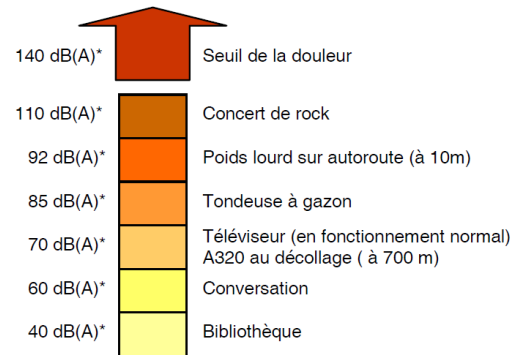 140 dB(A)* Seuil de la douleur
110 dB(A)* Concert de rock
92 dB(A)* Poids lourd sur autoroute (à 10m)
85 dB(A)* Tondeuse à gazon
70 dB(A)* Téléviseur (en fonctionnement normal)
A320 au décollage ( à 700 m)
60 dB(A)* Conversation
40 dB(A)* Bibliothèque